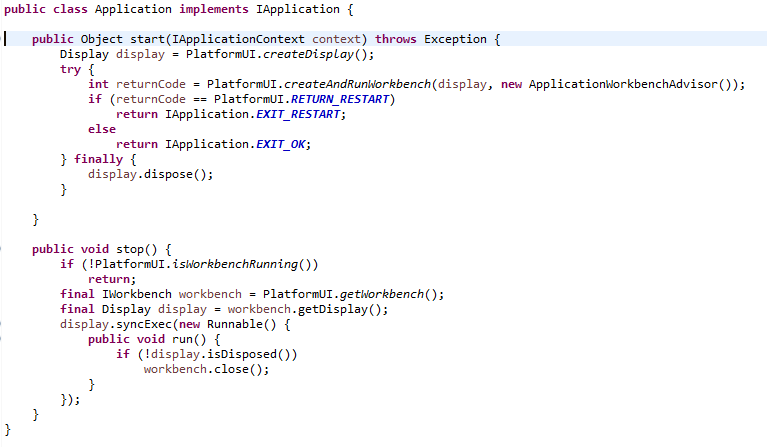 public class Application implements IApplication {
public Object start(IApplicationContext context) throws Exception {
Display display = PlatformUI.createDisplay();
try {
int returnCode = PlatformUI.createAndRunWorkbench(display, new ApplicationWorkbenchAdvisor());
if (returnCode == PlatformUI.RETURN_RESTART)
return IApplication.EXIT_RESTART;
else
return IApplication.EXIT_OK;
} finally {
display.dispose();
}
}
public void stop() {
if (!PlatformUI.isWorkbenchRunning())
return;
final IWorkbench workbench = PlatformUI.getWorkbench();
final Display display = workbench.getDisplay();
display.syncExec(new Runnable() {
public void run() {
if (!display.isDisposed())
workbench.close();
}
});
}
}